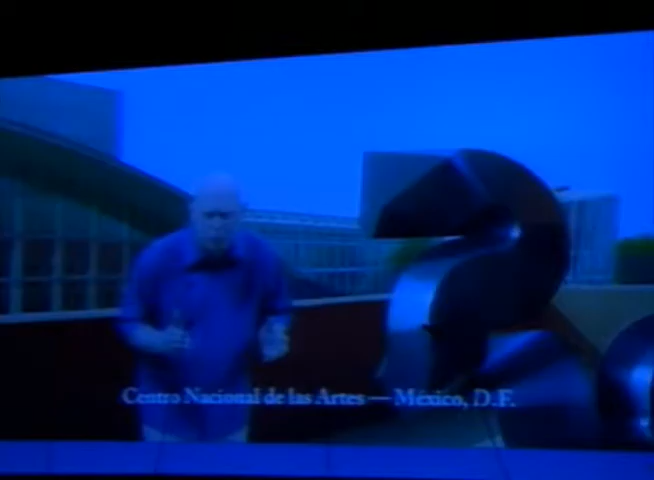 Centro Nacional de las Artes — México, D.F.